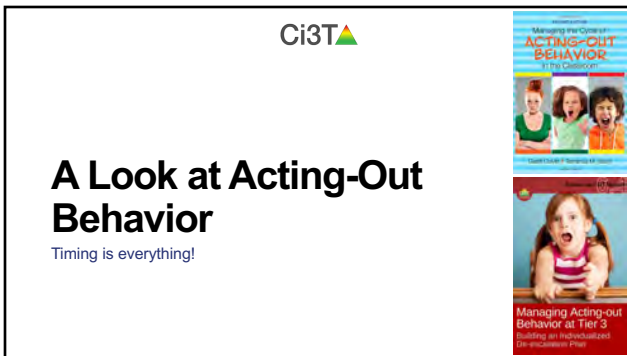 Ci3T
A Look at Acting-Out
Behavior
Timing is everything!
Managing the Cycle of
ACTING-OUT
BEHAVIOR
in the Classroom
Managing Acting-out
Behavior at Tier 3
Building an Individualized
De-escalation Plan